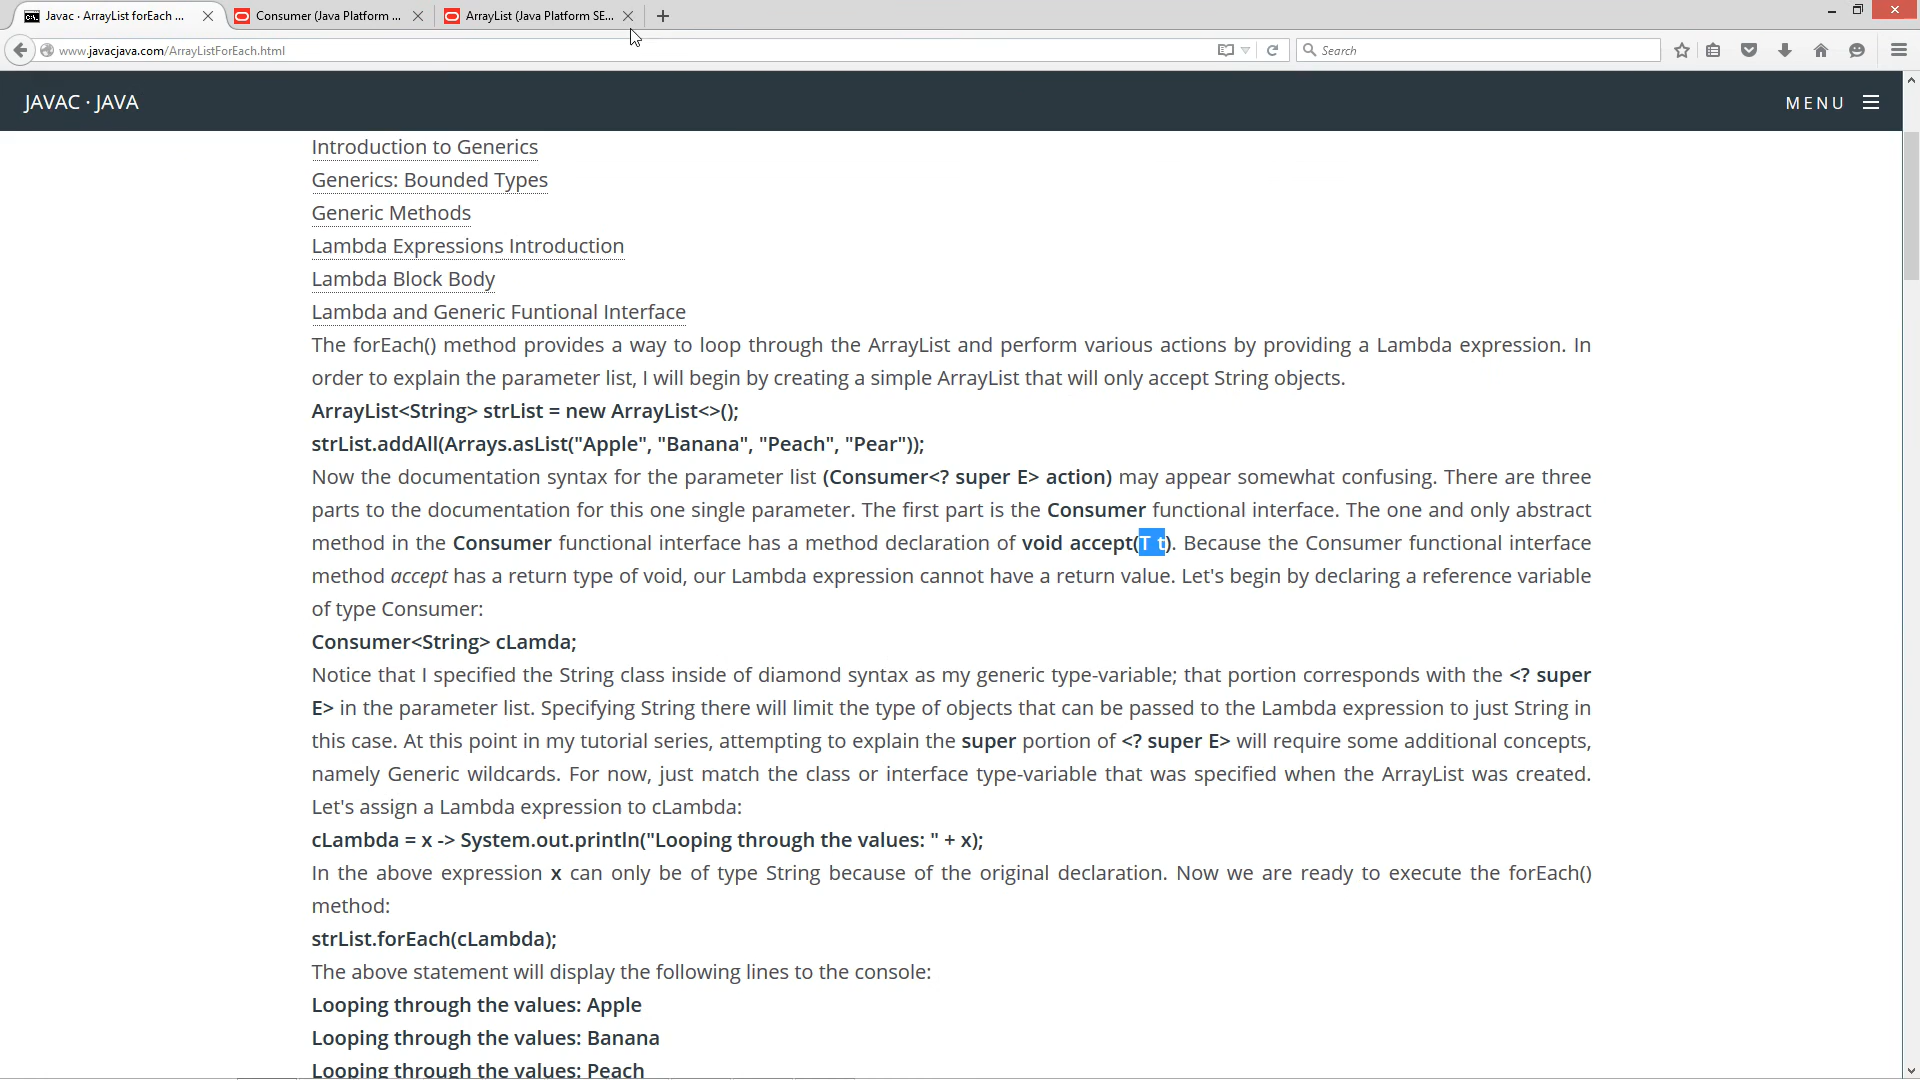 Javac · ArrayList forEach ...
Consumer (Java Platform ...
ArrayList (Java Platform SE...
www.javacjava.com/ArrayListForEach.html
Search
JAVAC · JAVA
MENU
Introduction to Generics
Generics: Bounded Types
Generic Methods
Lambda Expressions Introduction
Lambda Block Body
Lambda and Generic Funtional Interface
The forEach() method provides a way to loop through the ArrayList and perform various actions by providing a Lambda expression. In
order to explain the parameter list, I will begin by creating a simple ArrayList that will only accept String objects.
ArrayList<String> strList = new ArrayList<>();
strList.addAll(Arrays.asList("Apple", "Banana", "Peach", "Pear"));
Now the documentation syntax for the parameter list (Consumer<? super E> action) may appear somewhat confusing. There are three
parts to the documentation for this one single parameter. The first part is the Consumer functional interface. The one and only abstract
method in the Consumer functional interface has a method declaration of void accept(T t). Because the Consumer functional interface
method accept has a return type of void, our Lambda expression cannot have a return value. Let's begin by declaring a reference variable
of type Consumer:
Consumer<String> cLamda;
Notice that I specified the String class inside of diamond syntax as my generic type-variable; that portion corresponds with the <? super
E> in the parameter list. Specifying String there will limit the type of objects that can be passed to the Lambda expression to just String in
this case. At this point in my tutorial series, attempting to explain the super portion of <? super E> will require some additional concepts,
namely Generic wildcards. For now, just match the class or interface type-variable that was specified when the ArrayList was created.
Let's assign a Lambda expression to cLambda:
cLambda = x -> System.out.println("Looping through the values: " + x);
In the above expression x can only be of type String because of the original declaration. Now we are ready to execute the forEach()
method:
strList.forEach(cLambda);
The above statement will display the following lines to the console:
Looping through the values: Apple
Looping through the values: Banana
Looping through the values: Peach